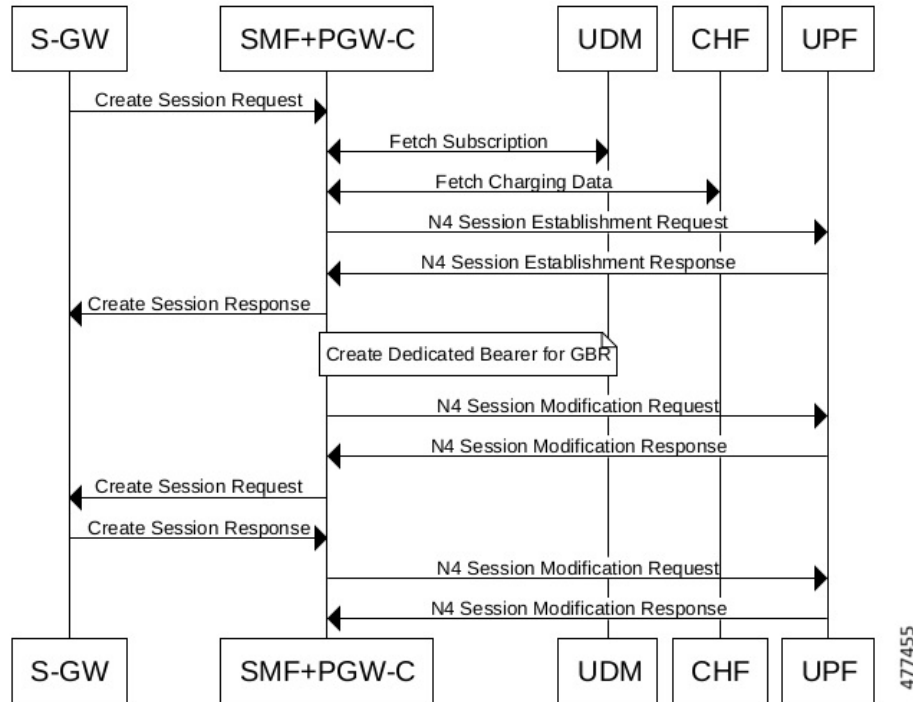 S-GW
SMF+PGW-C
UDM
CHF
UPF
Create Session Request
Fetch Subscription
Fetch Charging Data
N4 Session Establishment Request
N4 Session Establishment Response
Create Session Response
Create Dedicated Bearer for GBR
N4 Session Modification Request
N4 Session Modification Response
Create Session Request
Create Session Response
N4 Session Modification Request
N4 Session Modification Response
S-GW
SMF+PGW-C
UDM
CHF
UPF
477455